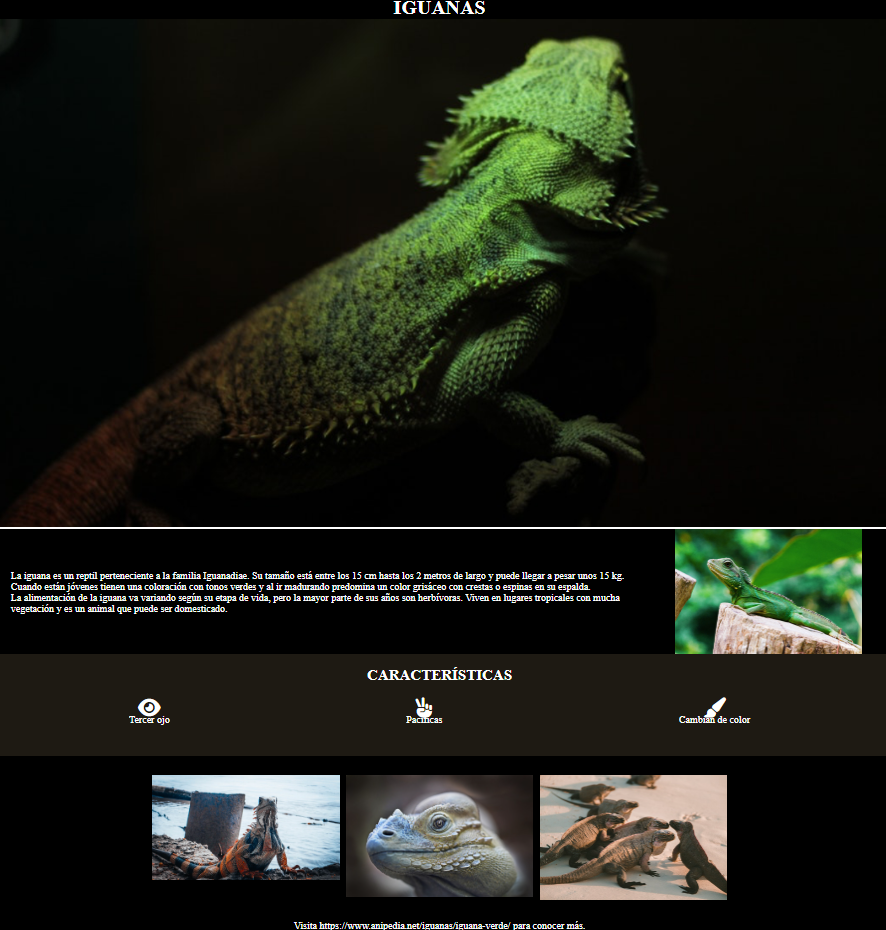 IGUANAS
La iguana es un reptil perteneciente a la familia Iguanadiae. Su tamaño está entre los 15 cm hasta los 2 metros de largo y puede llegar a pesar unos 15 kg.
Cuando están jóvenes tienen una coloración con tonos verdes y al ir madurando predomina un color grisáceo con crestas o espinas en su espalda.
La alimentación de la iguana va variando según su etapa de vida, pero la mayor parte de sus años son herbívoras. Viven en lugares tropicales con mucha
vegetación y es un animal que puede ser domesticado.
CARACTERÍSTICAS
Tercer ojo
Pacíficas
Cambian de color
Visita https://www.anipedia.net/iguanas/iguana-verde/ para conocer más.